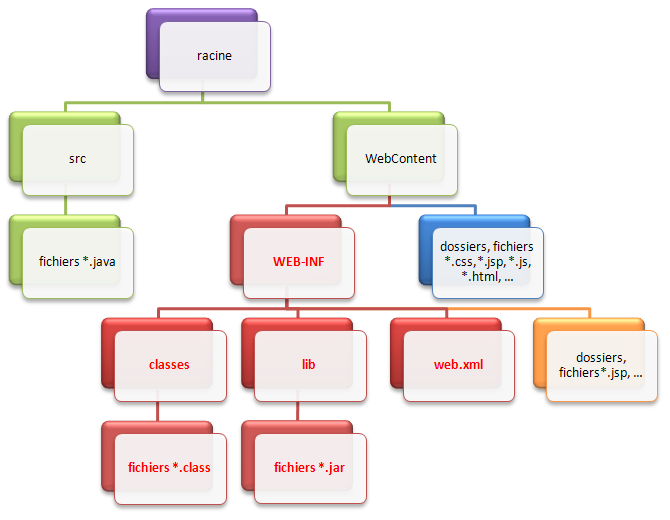 racine
src
WebContent
fichiers *.java
WEB-INF
dossiers, fichiers
*.css,*.jsp,*.js,
*.html, ...
classes
lib
web.xml
dossiers,
fichiers*.jsp, ...
fichiers *.class
fichiers *.jar